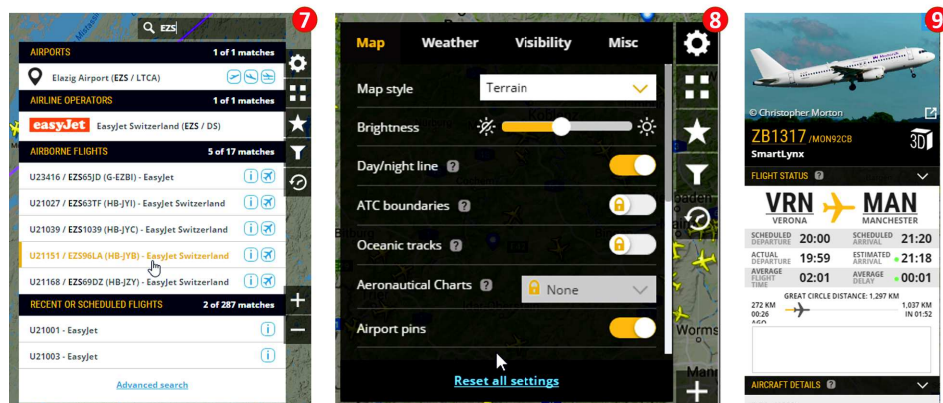 7
EZS
AIRPORTS 1 of 1 matches
Elazig Airport (EZS / LTCA)
AIRLINE OPERATORS 1 of 1 matches
easyJet EasyJet Switzerland (EZS / DS)
AIRBORNE FLIGHTS 5 of 17 matches
U23416 / EZS65JD (G-EZBI) - EasyJet
U21027 / EZS63TF (HB-JYI) - EasyJet Switzerland
U21039 / EZS1039 (HB-JYC) - EasyJet Switzerland
U21151 / EZS96LA (HB-JYB) - EasyJet Switzerland
U21168 / EZS69DZ (HB-JZY) - EasyJet Switzerland
RECENT OR SCHEDULED FLIGHTS 2 of 287 matches
U21001 - EasyJet
U21003 - EasyJet
Advanced search
8
Map Weather Visibility Misc
Map style Terrain
Brightness
Day/night line ?
ATC boundaries ?
Oceanic tracks ?
Aeronautical Charts ? None
Airport pins
Reset all settings
Worms
9
© Christopher Morton
ZB1317 /MON92CB
3D
SmartLynx
FLIGHT STATUS ?
VRN MAN
VERONA MANCHESTER
SCHEDULED DEPARTURE 20:00 SCHEDULED ARRIVAL 21:20
ACTUAL DEPARTURE 19:59 ESTIMATED ARRIVAL 21:18
AVERAGE FLIGHT TIME 02:01 AVERAGE DELAY 00:01
GREAT CIRCLE DISTANCE: 1,297 KM
272 KM 1,037 KM
00:26 IN 01:52
AGO
AIRCRAFT DETAILS ?